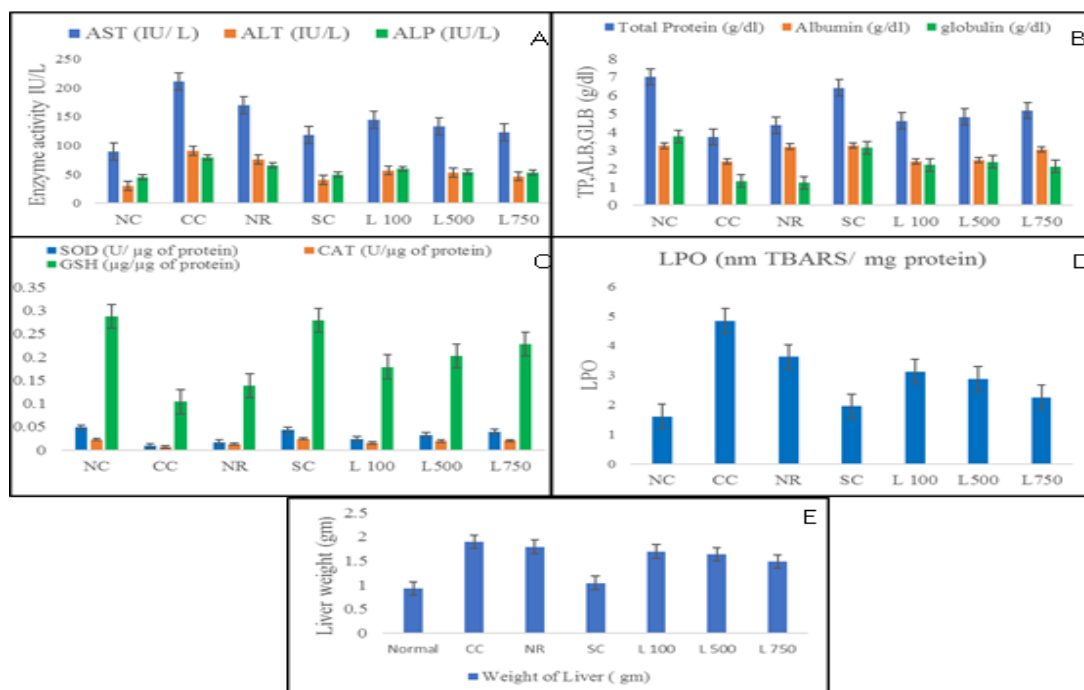 AST (IU/ L) ALT (IU/L) ALP (IU/L)
A
Enzyme activity IU/L
250
200
150
100
50
0
NC CC NR SC L 100 L500 L750
Total Protein (g/dl) Albumin (g/dl) globulin (g/dl)
B
TP,ALB,GLB (g/dl)
8
7
6
5
4
3
2
1
0
NC CC NR SC L 100 L500 L750
SOD (U/ µg of protein) CAT (U/µg of protein)
GSH (µg/µg of protein)
C
0.3
0.35
0.25
0.2
0.15
0.1
0.05
0
NC CC NR SC L 100 L500 L750
LPO (nm TBARS/ mg protein)
D
LPO
6
5
4
3
2
1
0
NC CC NR SC L 100 L500 L750
E
Liver weight (gm)
2.5
2
1.5
1
0.5
0
Normal CC NR SC L 100 L 500 L 750
Weight of Liver ( gm)